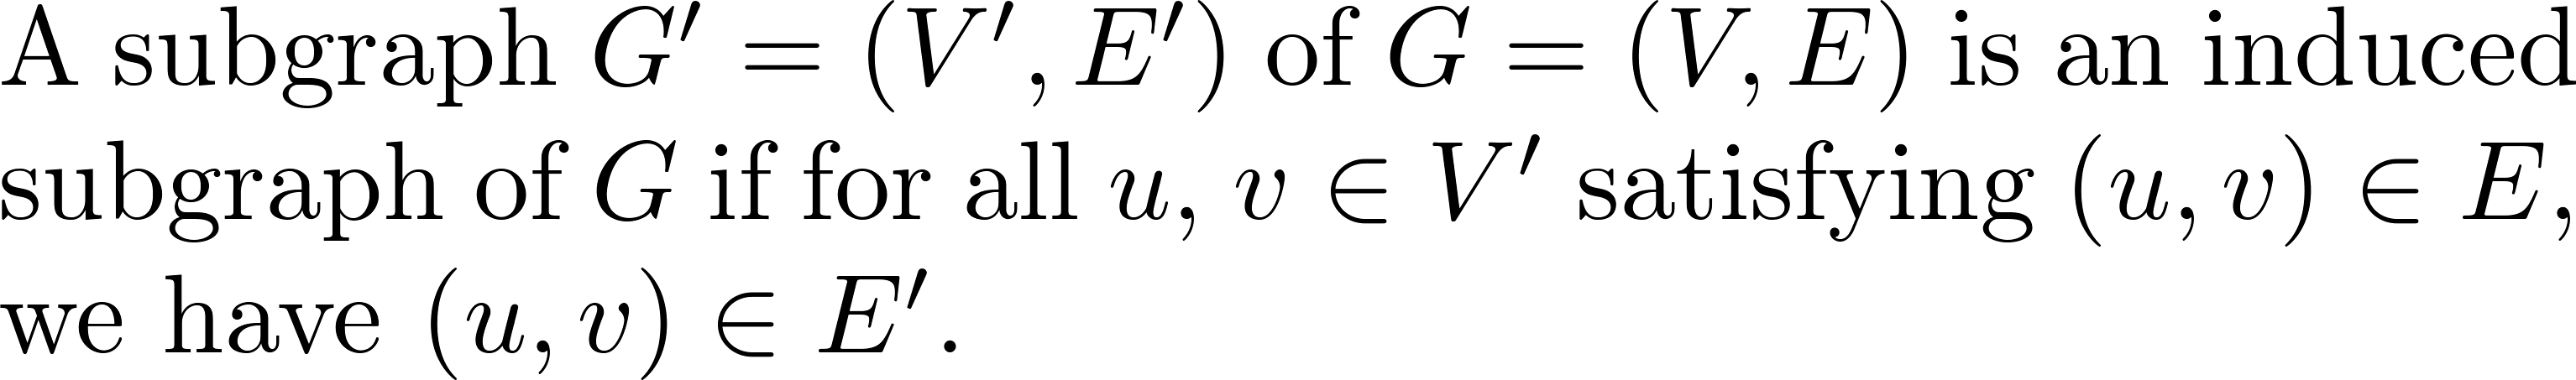 A subgraph G′ = (V′, E′) of G = (V, E) is an induced
subgraph of G if for all u, v ∈ V′ satisfying (u, v) ∈ E,
we have (u, v) ∈ E′.